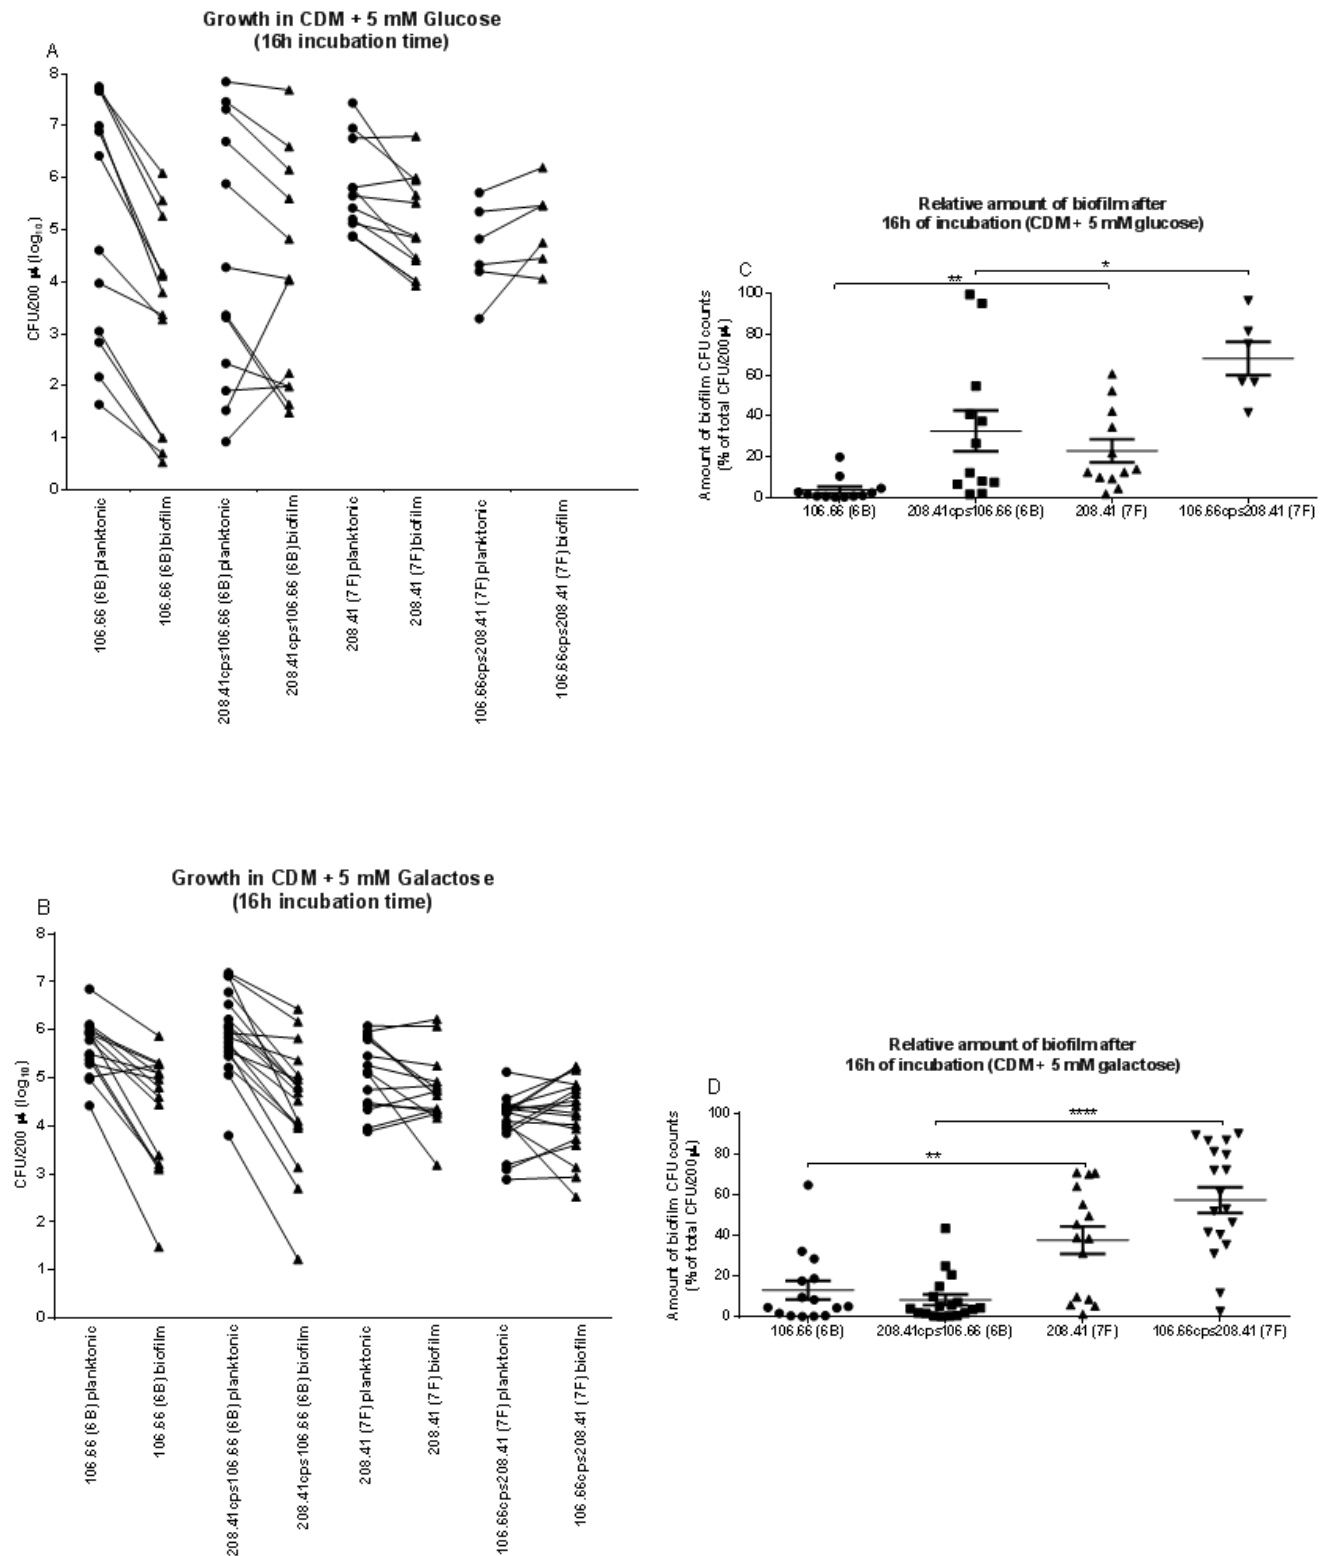 Growth in CDM + 5 mM Glucose
(16h incubation time)
A
8
7
6
5
4
3
2
1
0
CFU/200 µl (log10)
106.66 (6B) planktonic
106.66 (6B) biofilm
208.41cps106.66 (6B) planktonic
208.41cps106.66 (6B) biofilm
208.41 (7F) planktonic
208.41 (7F) biofilm
106.66cps208.41 (7F) planktonic
106.66cps208.41 (7F) biofilm
Relative amount of biofilm after
16h of incubation (CDM + 5 mM glucose)
C
**
*
100
80
60
40
20
0
Amount of biofilm CFU counts
(% of total CFU/200 µl)
106.66 (6B)
208.41cps106.66 (6B)
208.41 (7F)
106.66cps208.41 (7F)
Growth in CDM + 5 mM Galactose
(16h incubation time)
B
8
7
6
5
4
3
2
1
0
CFU/200 µl (log10)
106.66 (6B) planktonic
106.66 (6B) biofilm
208.41cps106.66 (6B) planktonic
208.41cps106.66 (6B) biofilm
208.41 (7F) planktonic
208.41 (7F) biofilm
106.66cps208.41 (7F) planktonic
106.66cps208.41 (7F) biofilm
Relative amount of biofilm after
16h of incubation (CDM + 5 mM galactose)
D
****
**
100
80
60
40
20
0
Amount of biofilm CFU counts
(% of total CFU/200 µl)
106.66 (6B)
208.41cps106.66 (6B)
208.41 (7F)
106.66cps208.41 (7F)